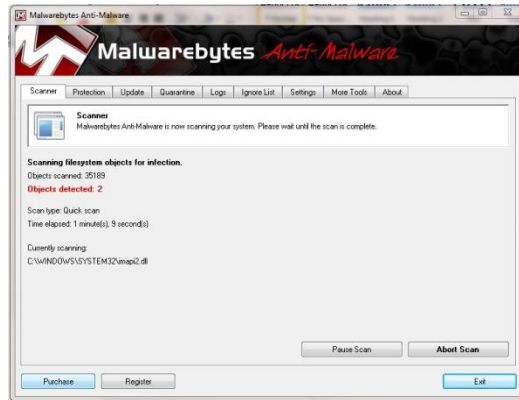 Malwarebytes Anti-Malware
Malwarebytes Anti-Malware
Scanner Protection Update Quarantine Logs Ignore List Settings More Tools About
Scanner
Malwarebytes Anti-Malware is now scanning your system. Please wait until the scan is complete.
Scanning filesystem objects for infection.
Objects scanned: 35189
Objects detected: 2
Scan type: Quick scan
Time elapsed: 1 minute(s), 9 second(s)
Currently scanning:
C:\WINDOWS\SYSTEM32\imapi2.dll
Pause Scan Abort Scan
Purchase Register Exit